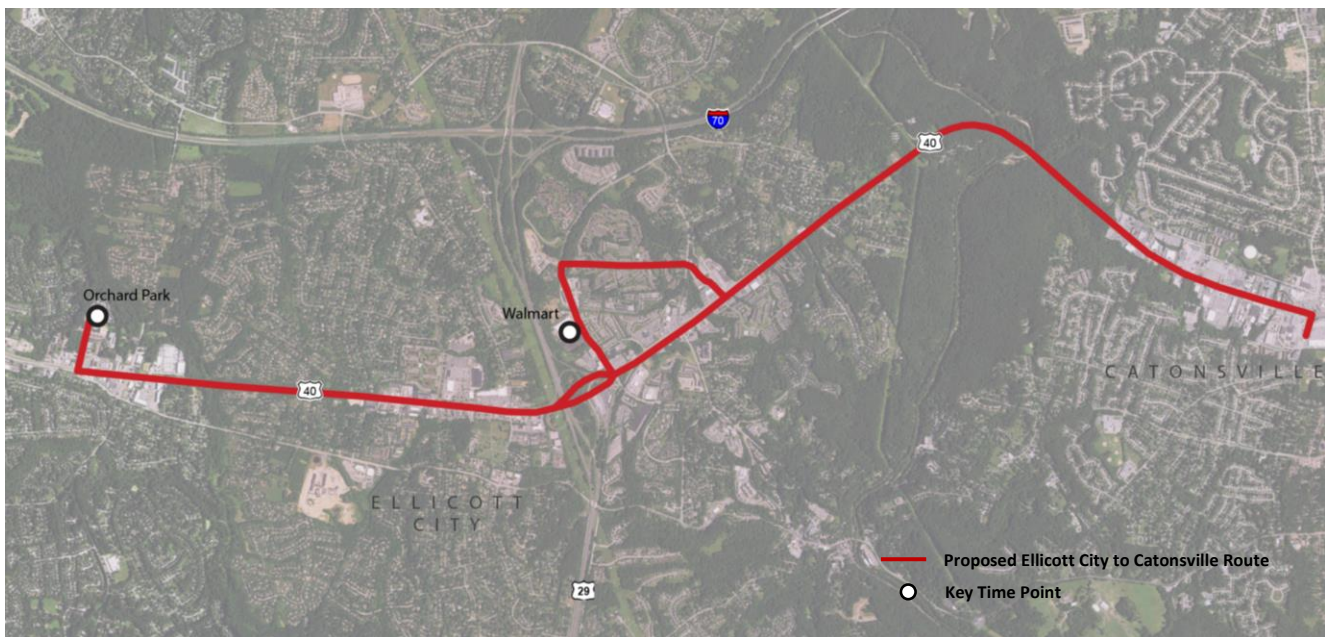 70
40
Orchard Park
Walmart
40
CATONSVILLE
ELLICOTT
CITY
Proposed Ellicott City to Catonsville Route
29
Key Time Point